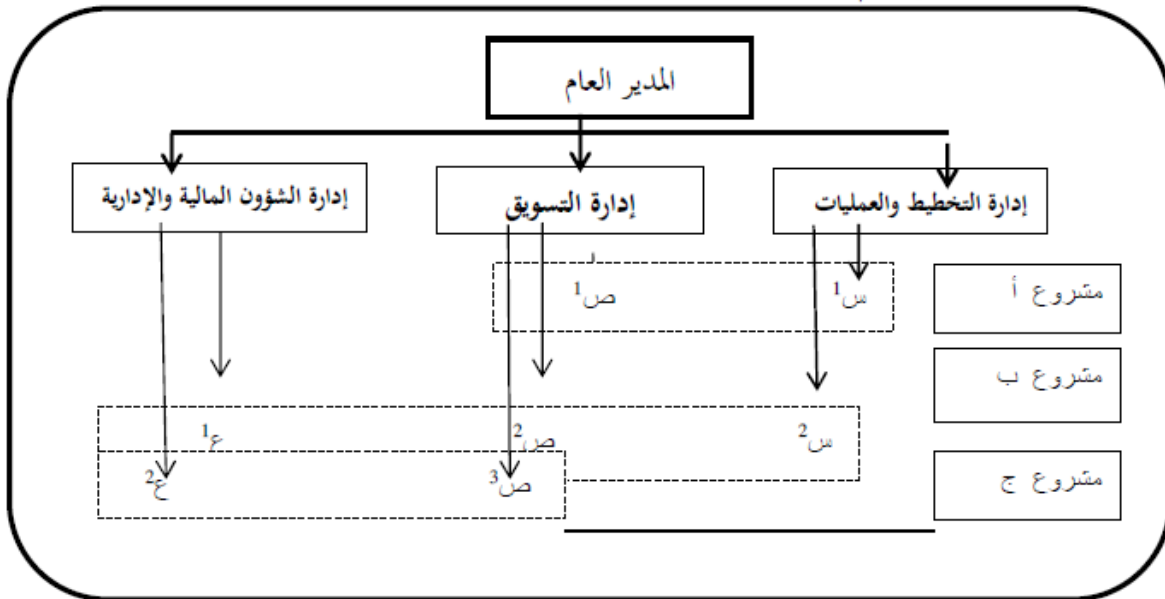 المدير العام
إدارة التخطيط والعمليات
إدارة التسويق
إدارة الشؤون المالية والإدارية
مشروع أ
س1
ص1
مشروع ب
س2
ص2
ع1
مشروع ج
ص3
ع2